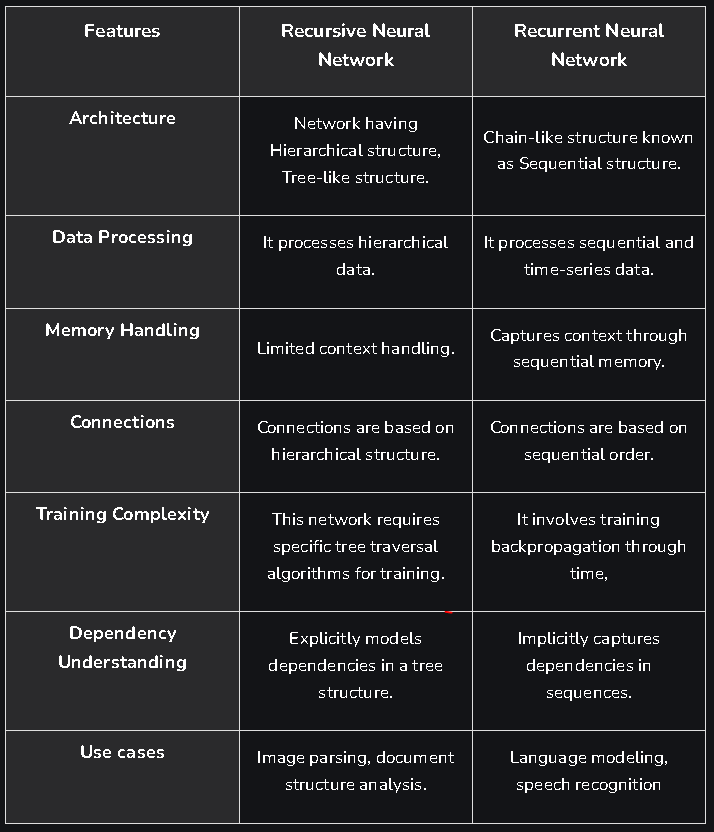 Features
Recursive Neural
Network
Recurrent Neural
Network
Architecture
Network having
Hierarchical structure,
Tree-like structure.
Chain-like structure known
as Sequential structure.
Data Processing
It processes hierarchical
data.
It processes sequential and
time-series data.
Memory Handling
Limited context handling.
Captures context through
sequential memory.
Connections
Connections are based on
hierarchical structure.
Connections are based on
sequential order.
Training Complexity
This network requires
specific tree traversal
algorithms for training.
It involves training
backpropagation through
time,
Dependency
Understanding
Explicitly models
dependencies in a tree
structure.
Implicitly captures
dependencies in
sequences.
Use cases
Image parsing, document
structure analysis.
Language modeling,
speech recognition